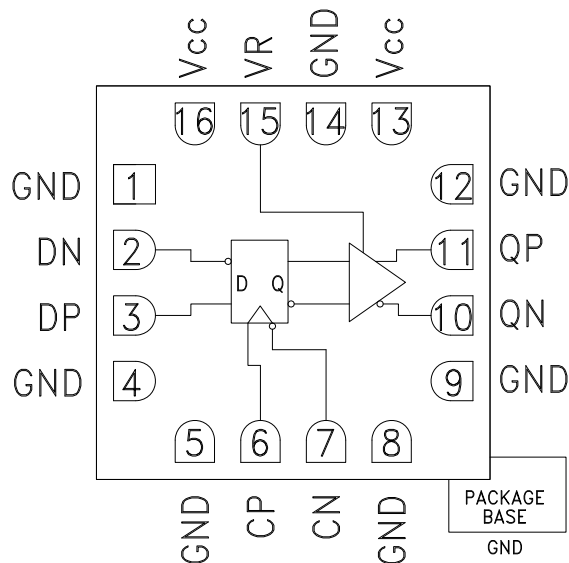 Vcc
VR
GND
Vcc
16
15
14
13
GND
1
12
GND
DN
2
11
QP
D
Q
DP
3
10
QN
GND
4
9
GND
5
6
7
8
GND
CP
CN
GND
PACKAGE
BASE
GND